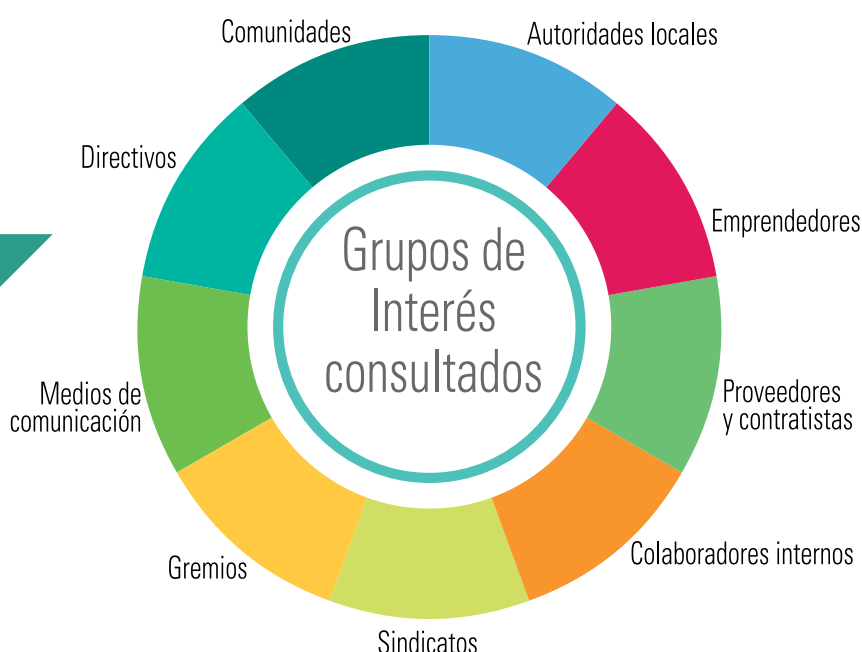 Comunidades
Autoridades locales
Directivos
Emprendedores
Grupos de
Interés
consultados
Medios de
comunicación
Proveedores
y contratistas
Colaboradores internos
Gremios
Sindicatos